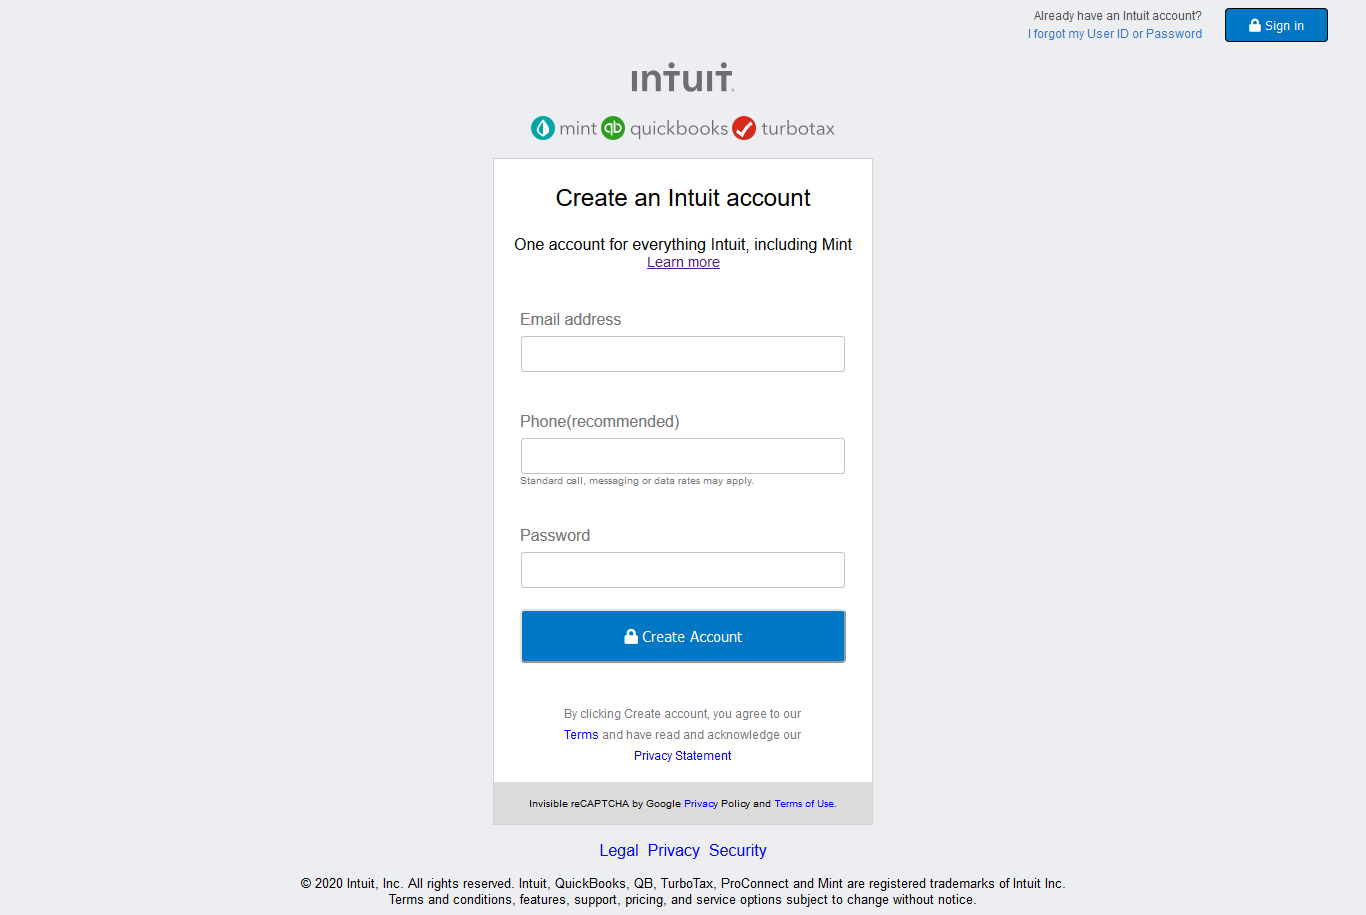 Already have an Intuit account?
I forgot my User ID or Password
Sign in
intuit.
mint quickbooks turbotax
Create an Intuit account
One account for everything Intuit, including Mint
Learn more
Email address
Phone(recommended)
Standard call, messaging or data rates may apply.
Password
Create Account
By clicking Create account, you agree to our
Terms and have read and acknowledge our
Privacy Statement
Invisible reCAPTCHA by Google Privacy Policy and Terms of Use.
Legal Privacy Security
© 2020 Intuit, Inc. All rights reserved. Intuit, QuickBooks, QB, TurboTax, ProConnect and Mint are registered trademarks of Intuit Inc.
Terms and conditions, features, support, pricing, and service options subject to change without notice.